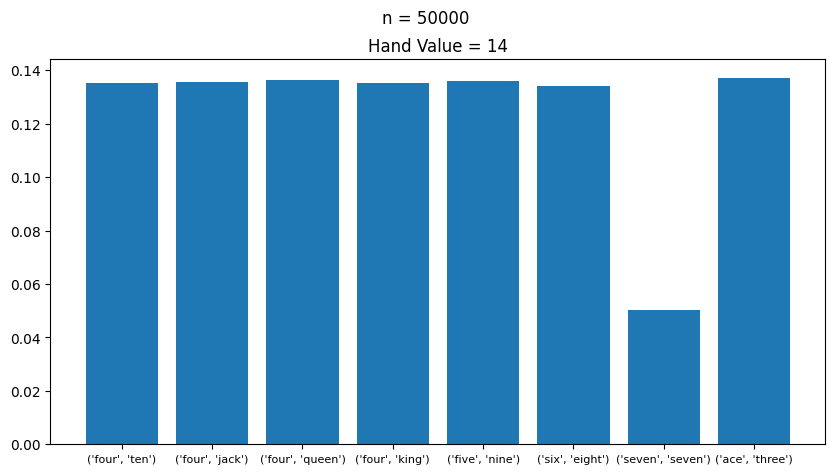 n = 50000
Hand Value = 14
0.14
0.12
0.10
0.08
0.06
0.04
0.02
0.00
('four', 'ten') ('four', 'jack') ('four', 'queen') ('four', 'king') ('five', 'nine') ('six', 'eight') ('seven', 'seven') ('ace', 'three')